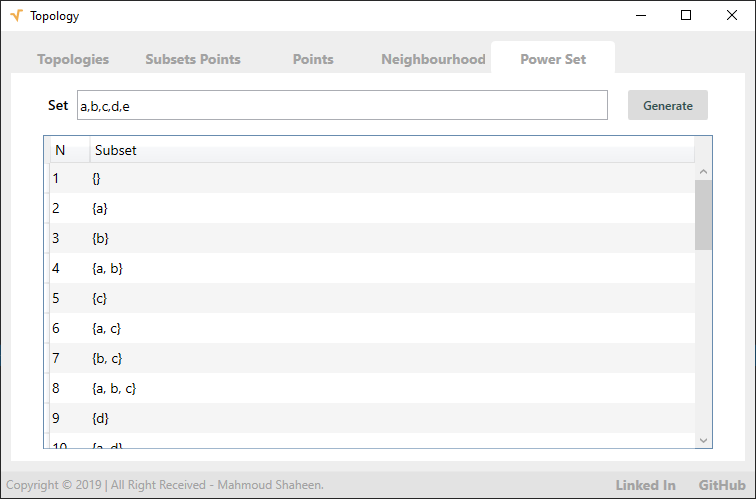 Topology
Topologies Subsets Points Points Neighbourhood Power Set
Set a,b,c,d,e Generate
N Subset
1 {}
2 {a}
3 {b}
4 {a, b}
5 {c}
6 {a, c}
7 {b, c}
8 {a, b, c}
9 {d}
10 {a, d}
Copyright © 2019 | All Right Received - Mahmoud Shaheen. Linked In GitHub